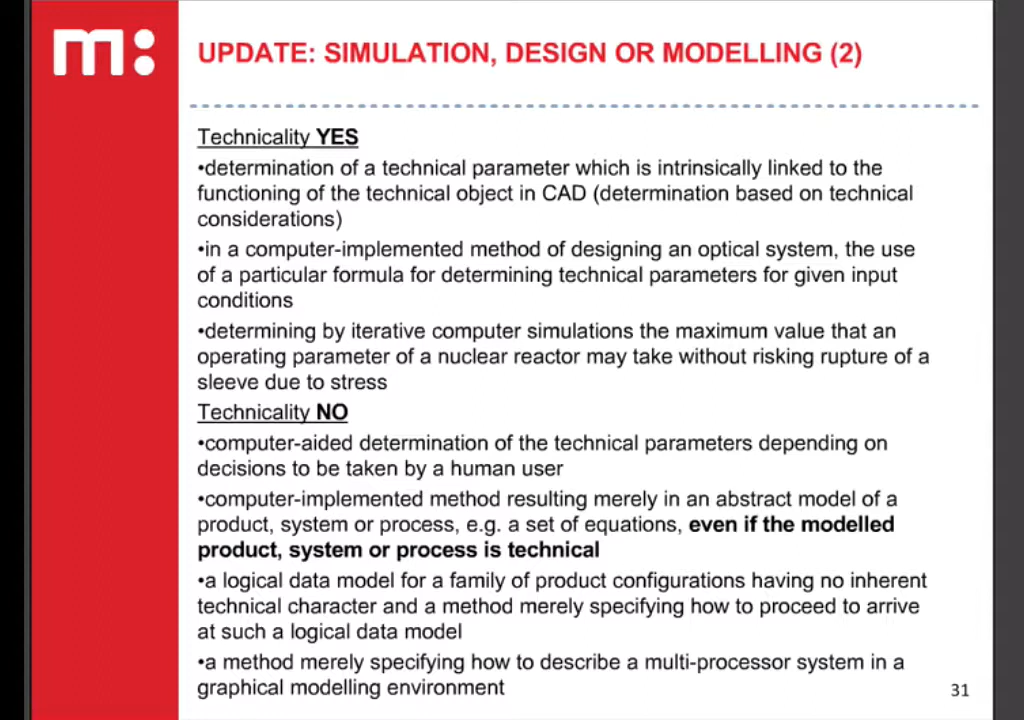 m:
UPDATE: SIMULATION, DESIGN OR MODELLING (2)
Technicality YES
•determination of a technical parameter which is intrinsically linked to the
functioning of the technical object in CAD (determination based on technical
considerations)
•in a computer-implemented method of designing an optical system, the use
of a particular formula for determining technical parameters for given input
conditions
•determining by iterative computer simulations the maximum value that an
operating parameter of a nuclear reactor may take without risking rupture of a
sleeve due to stress
Technicality NO
•computer-aided determination of the technical parameters depending on
decisions to be taken by a human user
•computer-implemented method resulting merely in an abstract model of a
product, system or process, e.g. a set of equations, even if the modelled
product, system or process is technical
•a logical data model for a family of product configurations having no inherent
technical character and a method merely specifying how to proceed to arrive
at such a logical data model
•a method merely specifying how to describe a multi-processor system in a
graphical modelling environment
31